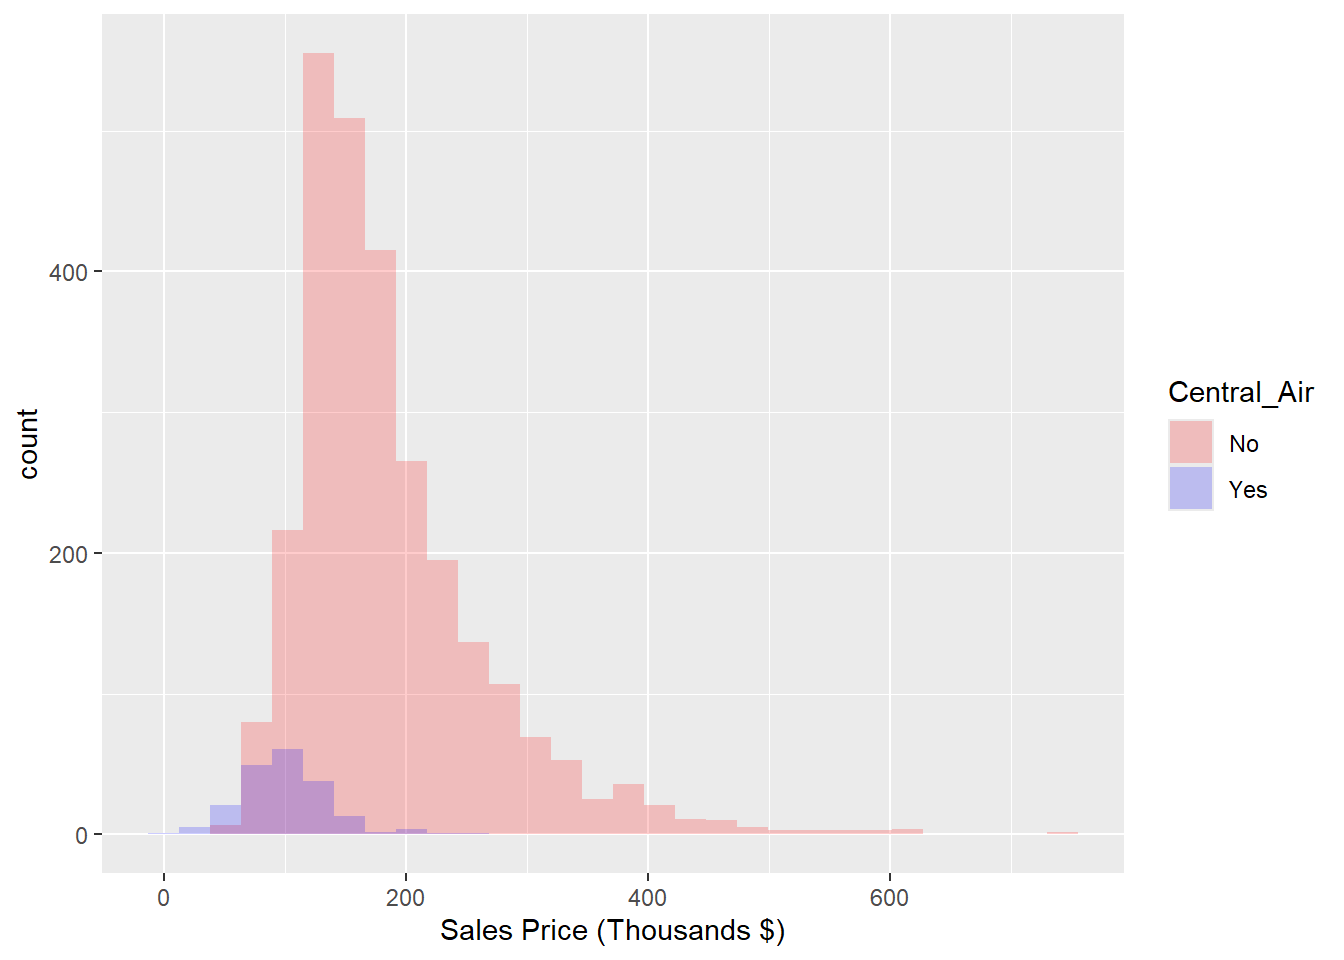 400
200
0
count
0 200 400 600
Sales Price (Thousands $)
Central_Air
No
Yes